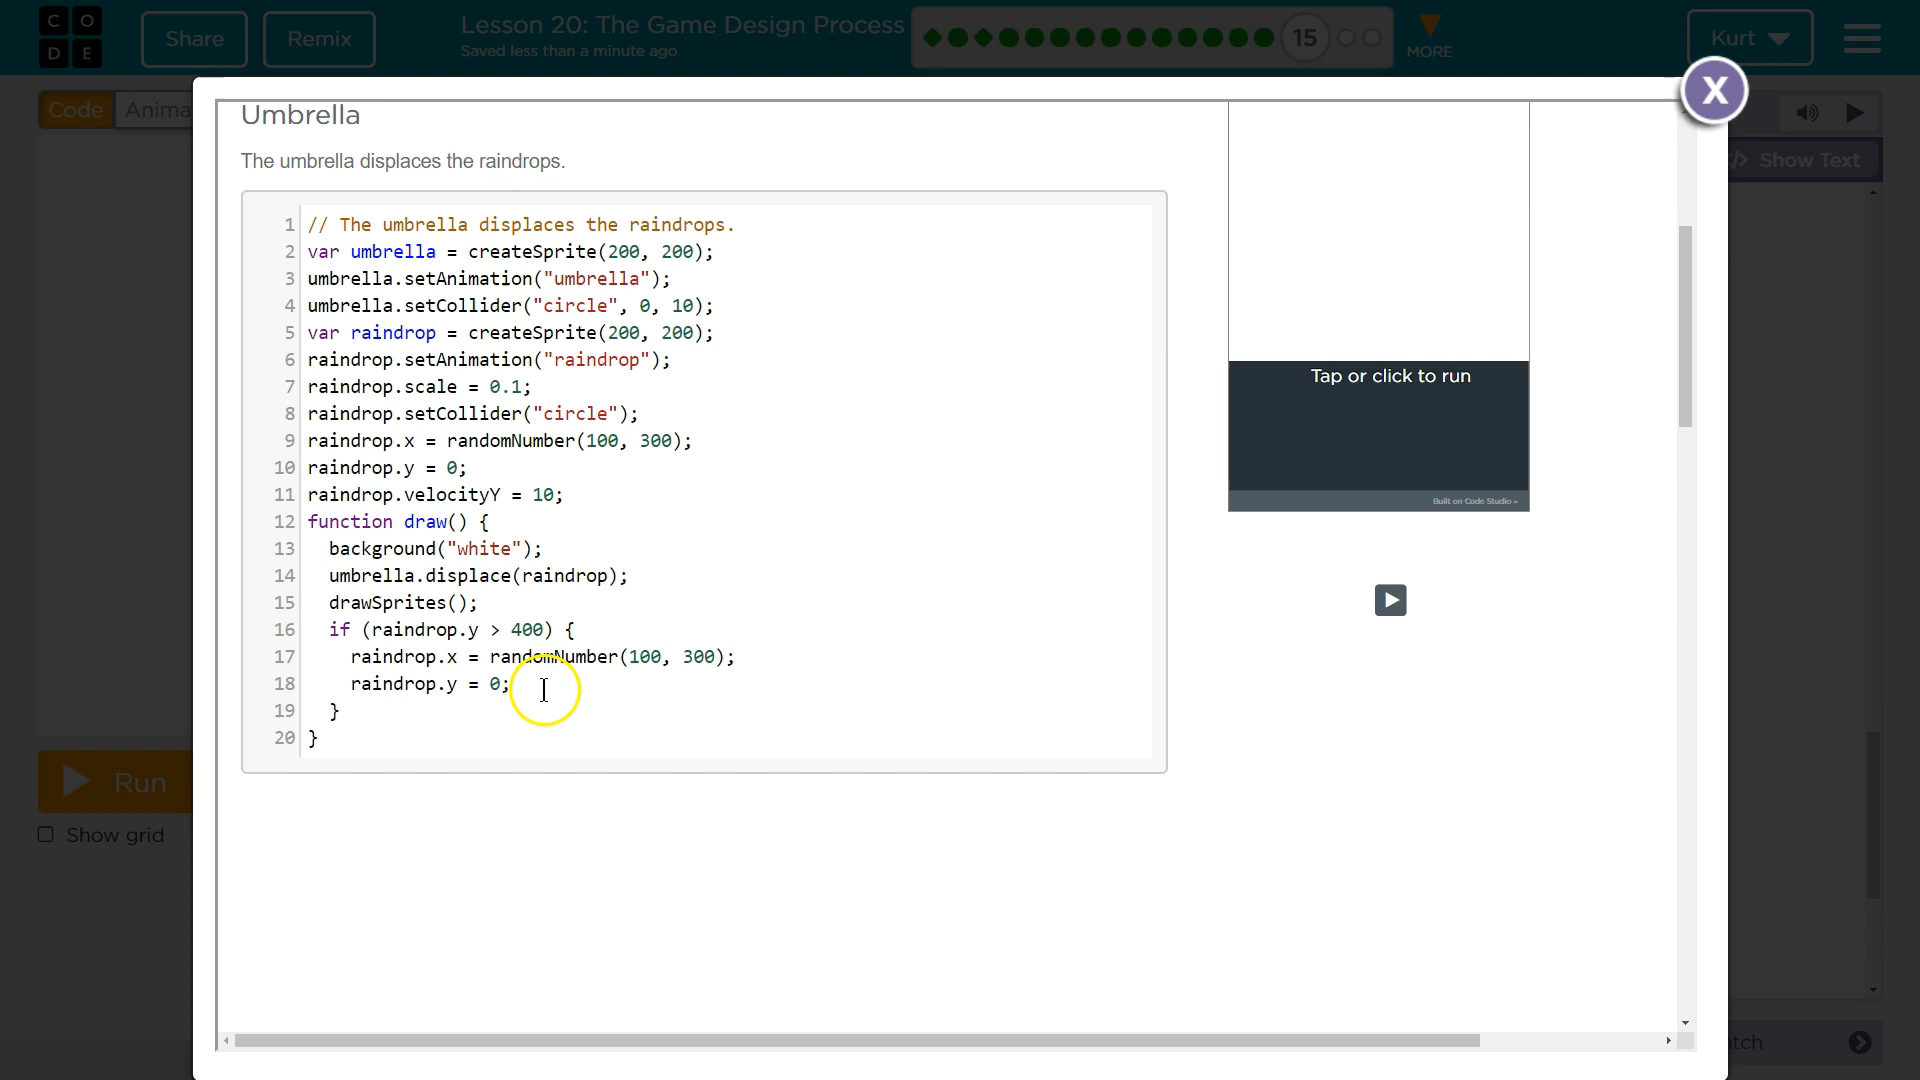 C O D E
Share
Remix
Lesson 20: The Game Design Process
Saved less than a minute ago
15
MORE
Kurt
X
Code
Anima
Show Text
Umbrella
The umbrella displaces the raindrops.
1 // The umbrella displaces the raindrops.
2 var umbrella = createSprite(200, 200);
3 umbrella.setAnimation("umbrella");
4 umbrella.setCollider("circle", 0, 10);
5 var raindrop = createSprite(200, 200);
6 raindrop.setAnimation("raindrop");
7 raindrop.scale = 0.1;
8 raindrop.setCollider("circle");
9 raindrop.x = randomNumber(100, 300);
10 raindrop.y = 0;
11 raindrop.velocityY = 10;
12 function draw() {
13 background("white");
14 umbrella.displace(raindrop);
15 drawSprites();
16 if (raindrop.y > 400) {
17 raindrop.x = randomNumber(100, 300);
18 raindrop.y = 0;
19 }
20 }
Tap or click to run
Built on Code Studio
Run
Show grid
tch